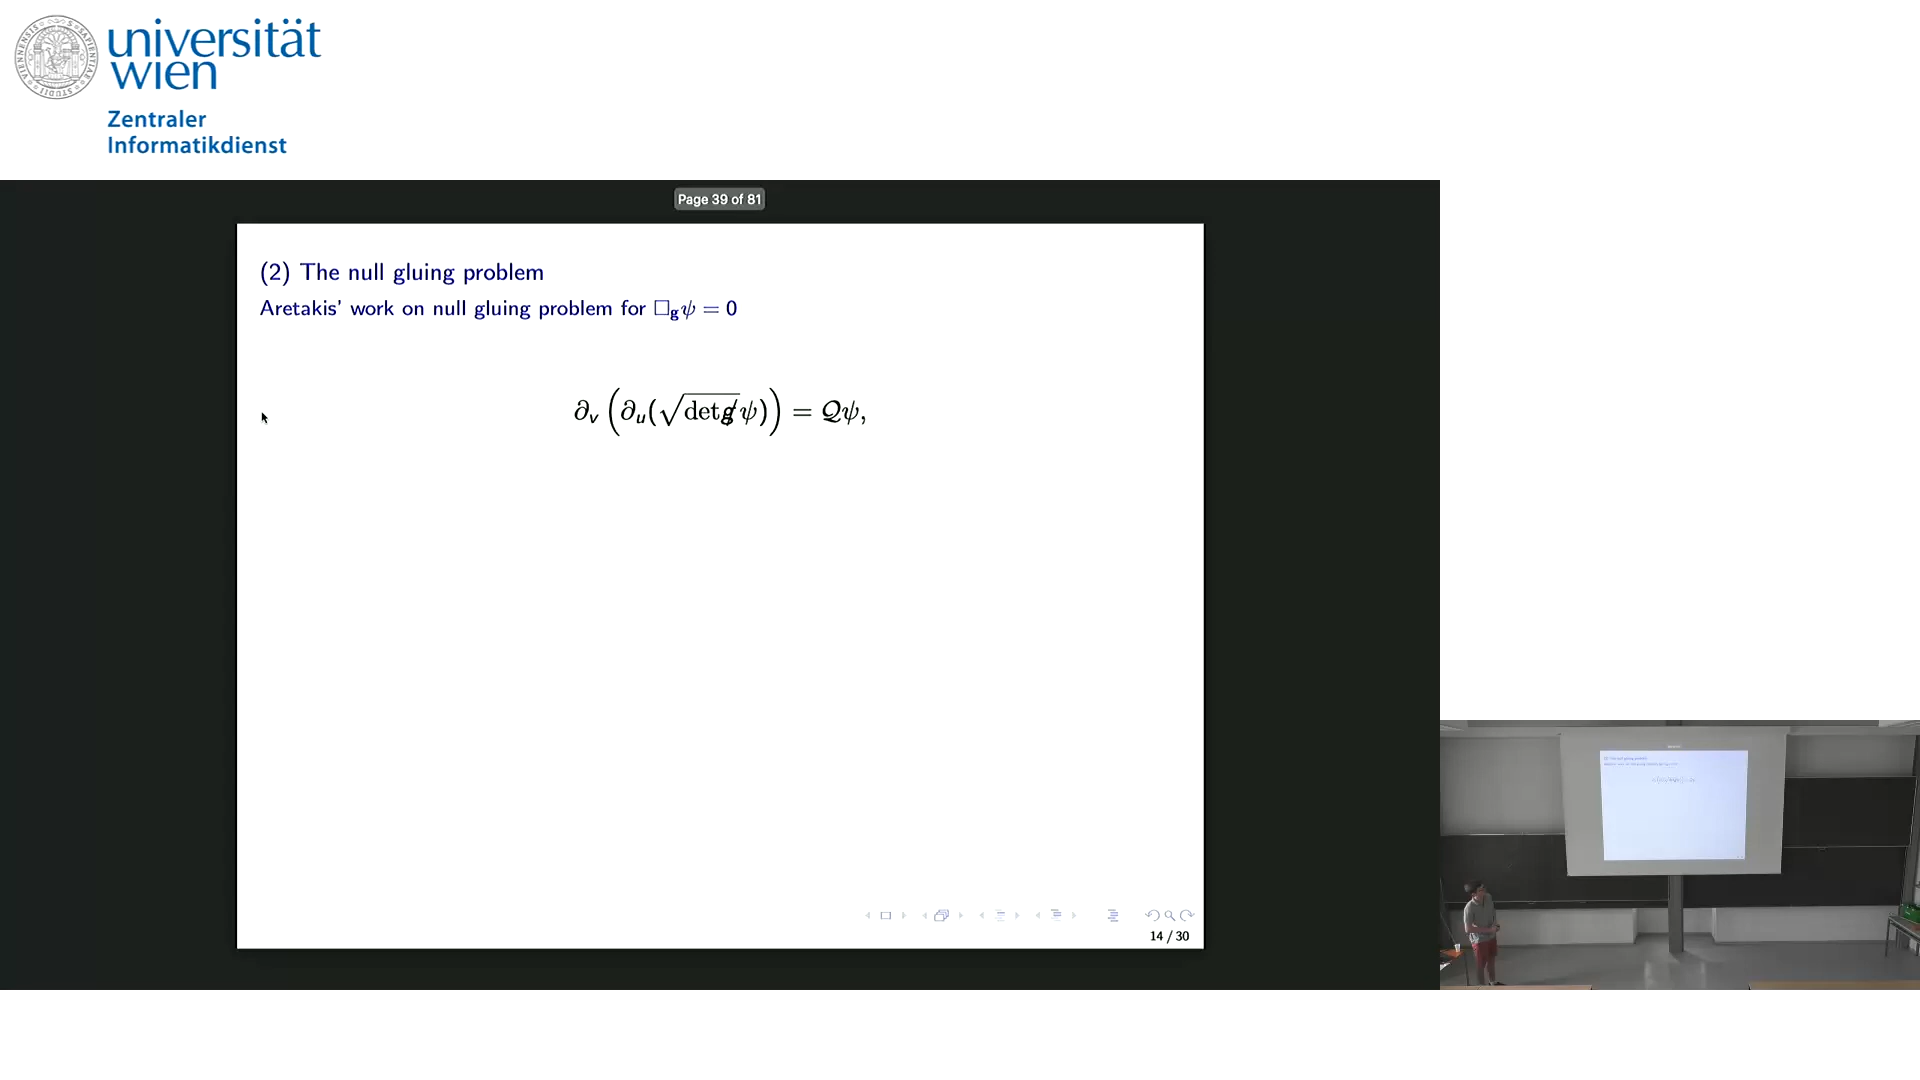 universität
wien
Zentraler
Informatikdienst
Page 39 of 81
(2) The null gluing problem
Aretakis' work on null gluing problem for □_g ψ = 0
∂_v (∂_u(√det g̸ ψ)) = 𝒬ψ,
14 / 30